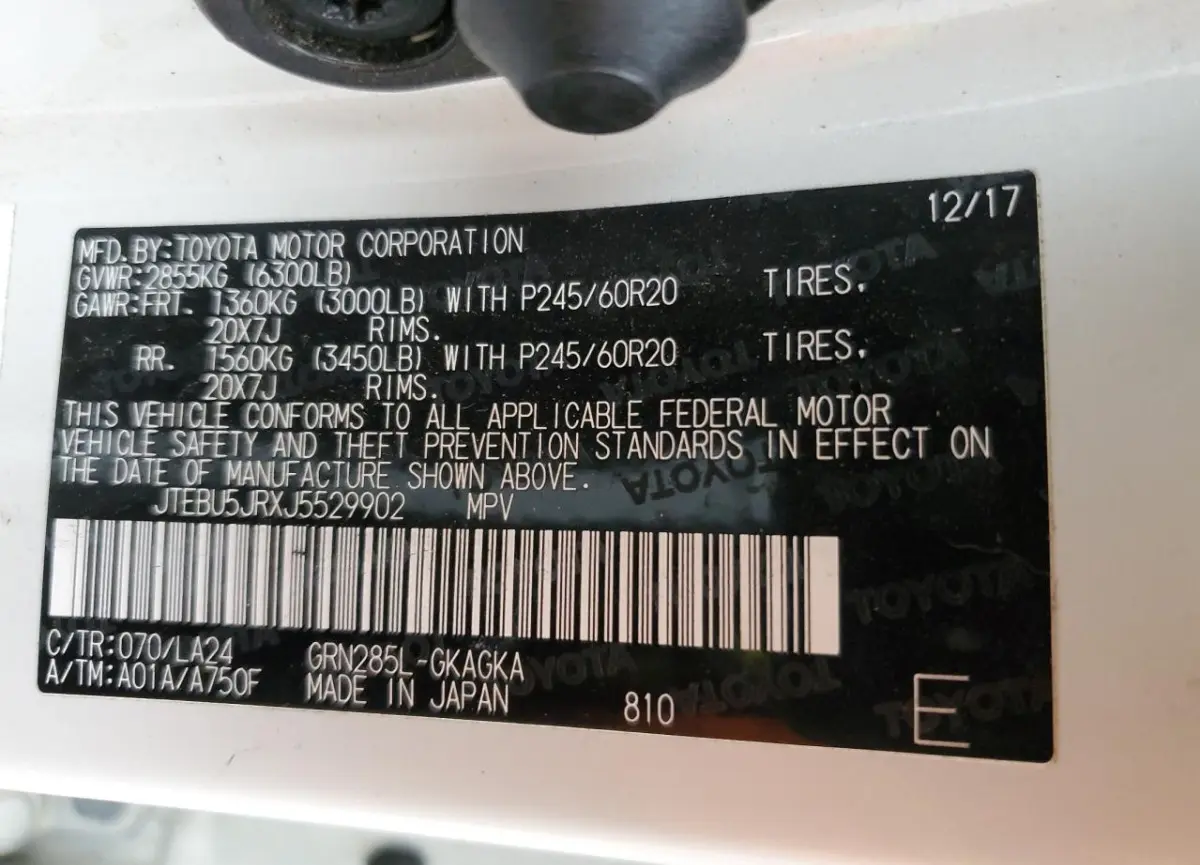 12/17
MFD. BY: TOYOTA MOTOR CORPORATION
GVWR: 2855KG (6300LB)
GAWR: FRT. 1360KG (3000LB) WITH P245/60R20 TIRES.
20X7J RIMS.
RR. 1560KG (3450LB) WITH P245/60R20 TIRES.
20X7J RIMS.
THIS VEHICLE CONFORMS TO ALL APPLICABLE FEDERAL MOTOR
VEHICLE SAFETY AND THEFT PREVENTION STANDARDS IN EFFECT ON
THE DATE OF MANUFACTURE SHOWN ABOVE.
JTEBU5JRXJ5529902 MPV
C/TR: 070/LA24 GRN285L-GKAGKA
A/TM: A01A/A750F MADE IN JAPAN 810 E